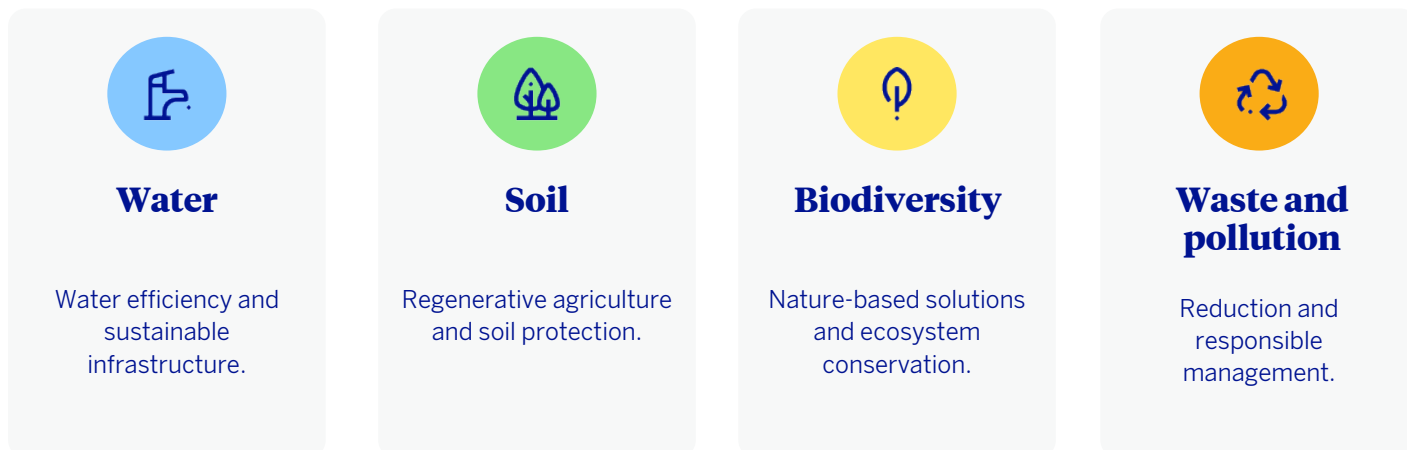 Water
Water efficiency and
sustainable
infrastructure.
Soil
Regenerative agriculture
and soil protection.
Biodiversity
Nature-based solutions
and ecosystem
conservation.
Waste and
pollution
Reduction and
responsible
management.